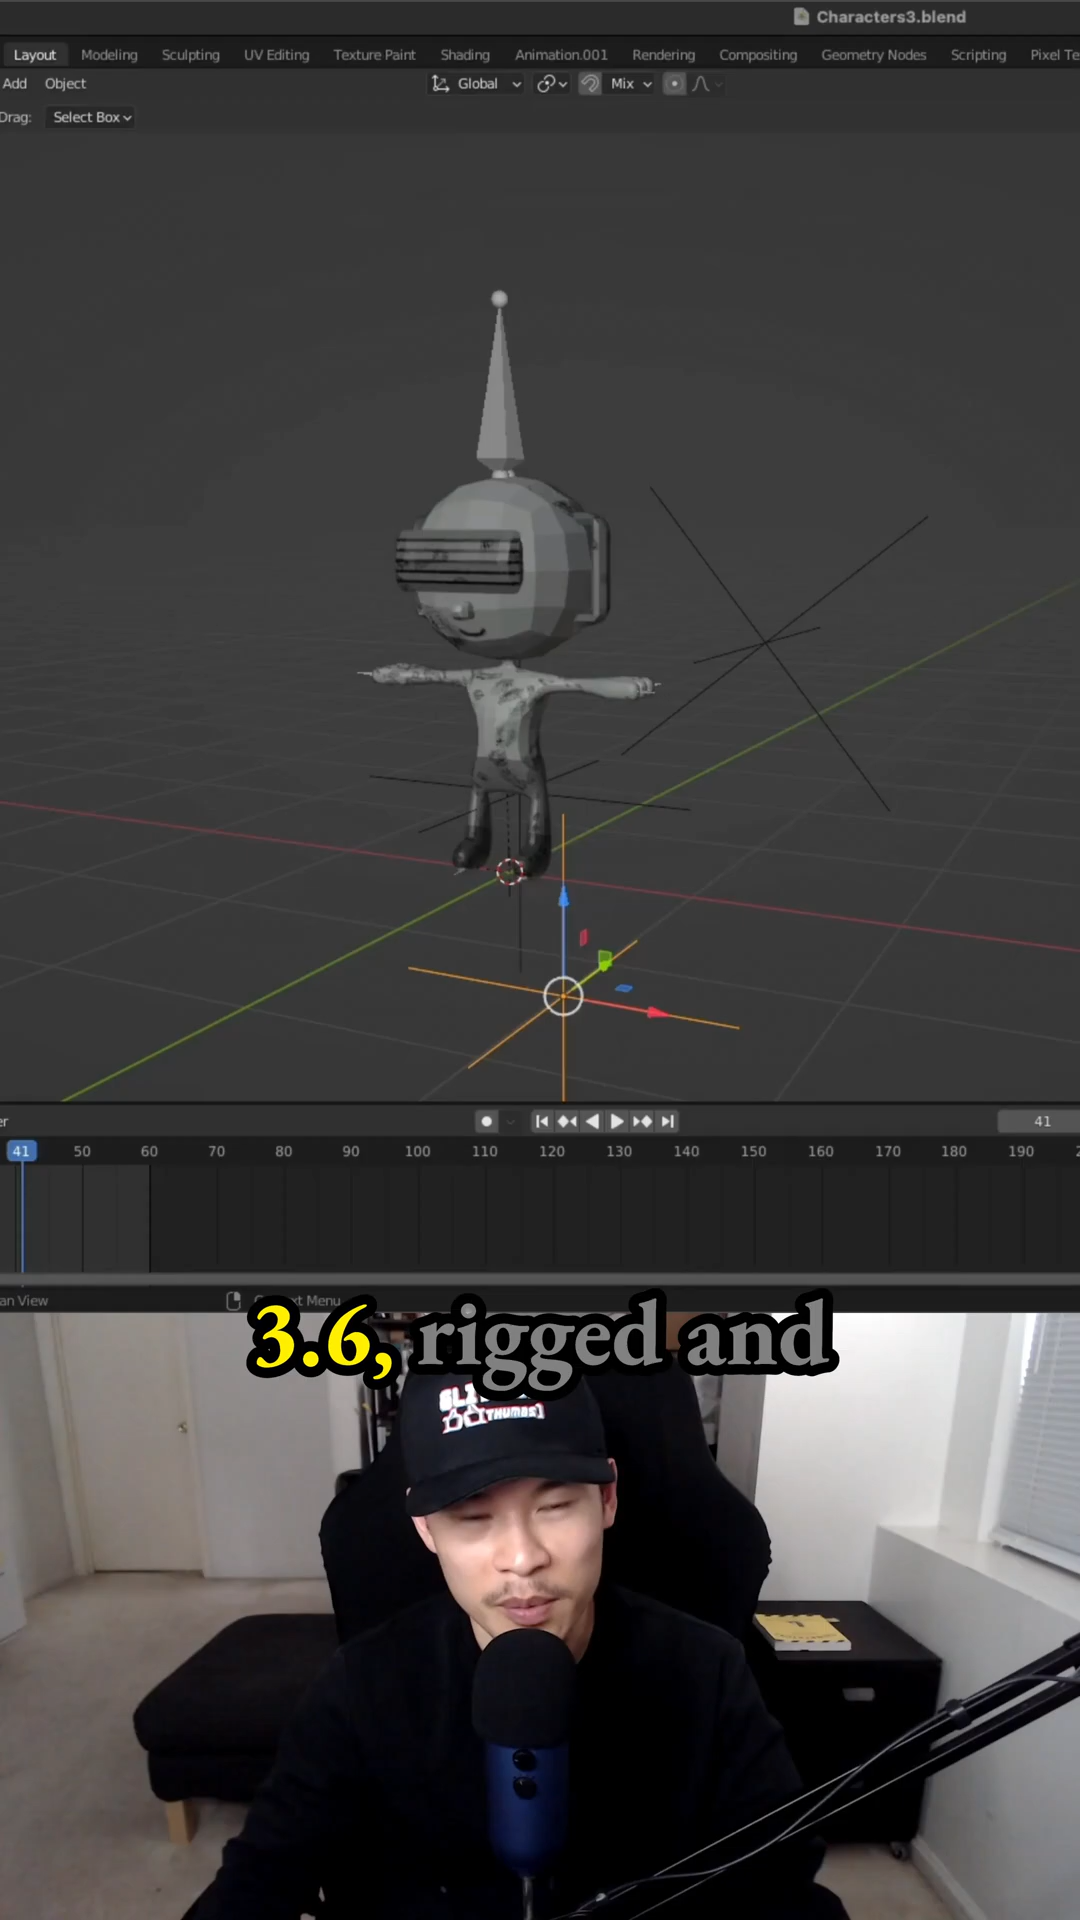 Characters3.blend
Layout Modeling Sculpting UV Editing Texture Paint Shading Animation.001 Rendering Compositing Geometry Nodes Scripting Pixel Te
Add Object Global Mix
Drag: Select Box
er 41
41 50 60 70 80 90 100 110 120 130 140 150 160 170 180 190
an View Menu
3.6, rigged and
[THUMBS]